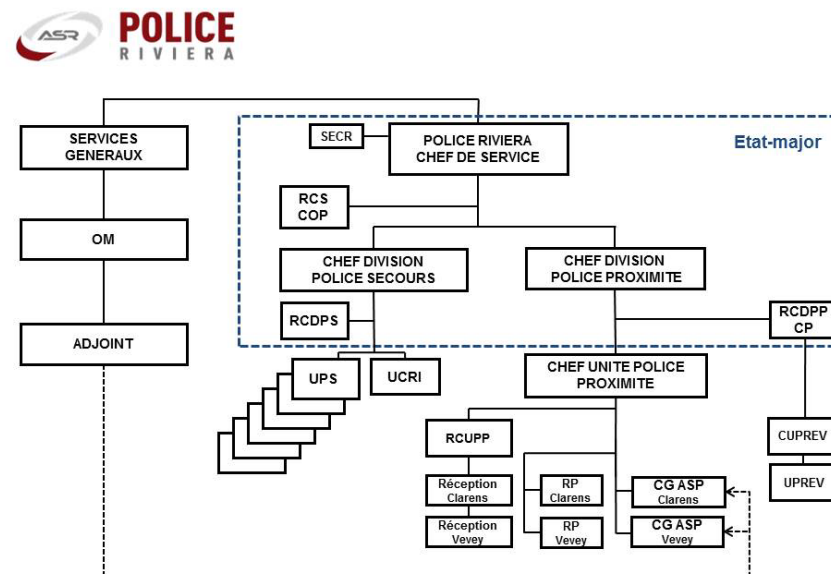 ASR
POLICE
RIVIERA
SERVICES
GENERAUX
OM
ADJOINT
SECR
POLICE RIVIERA
CHEF DE SERVICE
Etat-major
RCS
COP
CHEF DIVISION
POLICE SECOURS
CHEF DIVISION
POLICE PROXIMITE
RCDPS
RCDPP
CP
UPS
UCRI
CHEF UNITE POLICE
PROXIMITE
RCUPP
Réception
Clarens
Réception
Vevey
RP
Clarens
RP
Vevey
CG ASP
Clarens
CG ASP
Vevey
CUPREV
UPREV